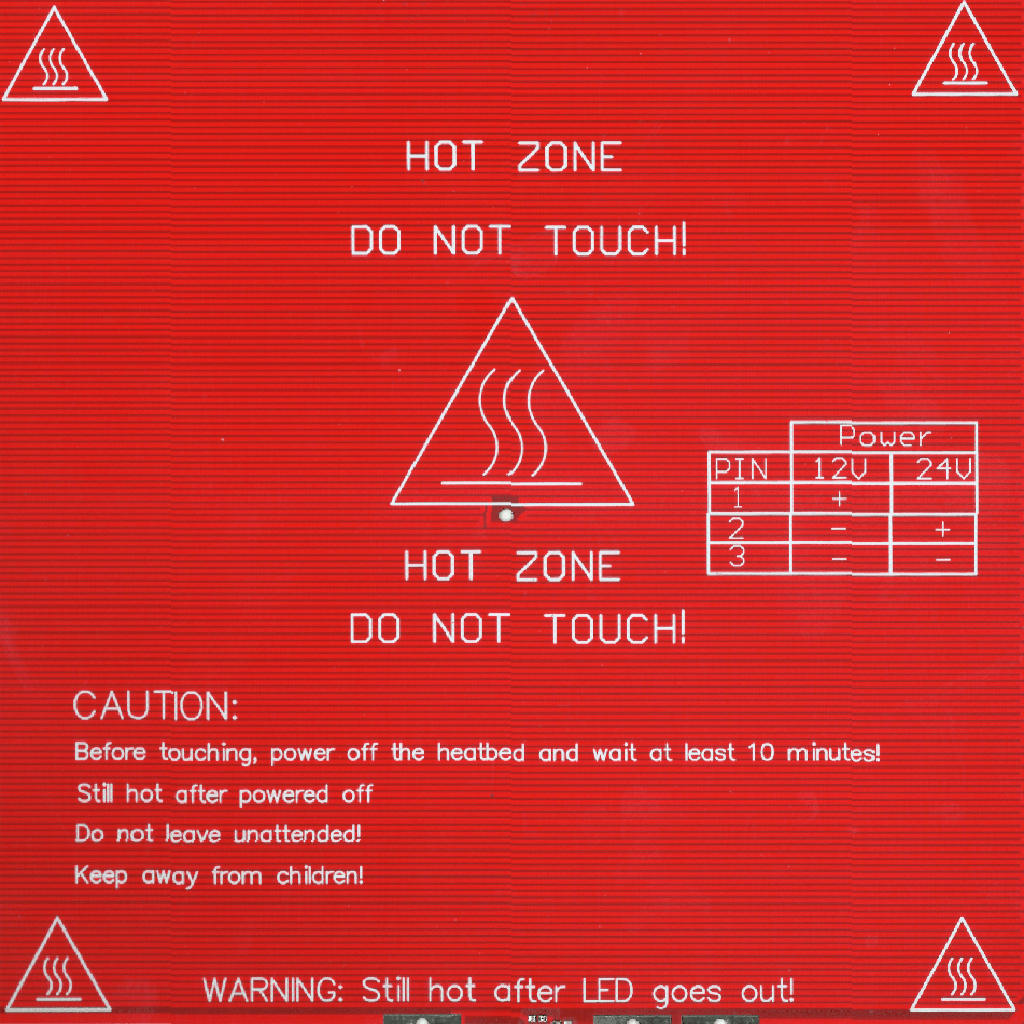 HOT ZONE
DO NOT TOUCH!
Power
PIN 12V 24V
1 +
2 - +
3 - -
HOT ZONE
DO NOT TOUCH!
CAUTION:
Before touching, power off the heatbed and wait at least 10 minutes!
Still hot after powered off
Do not leave unattended!
Keep away from children!
WARNING: Still hot after LED goes out!